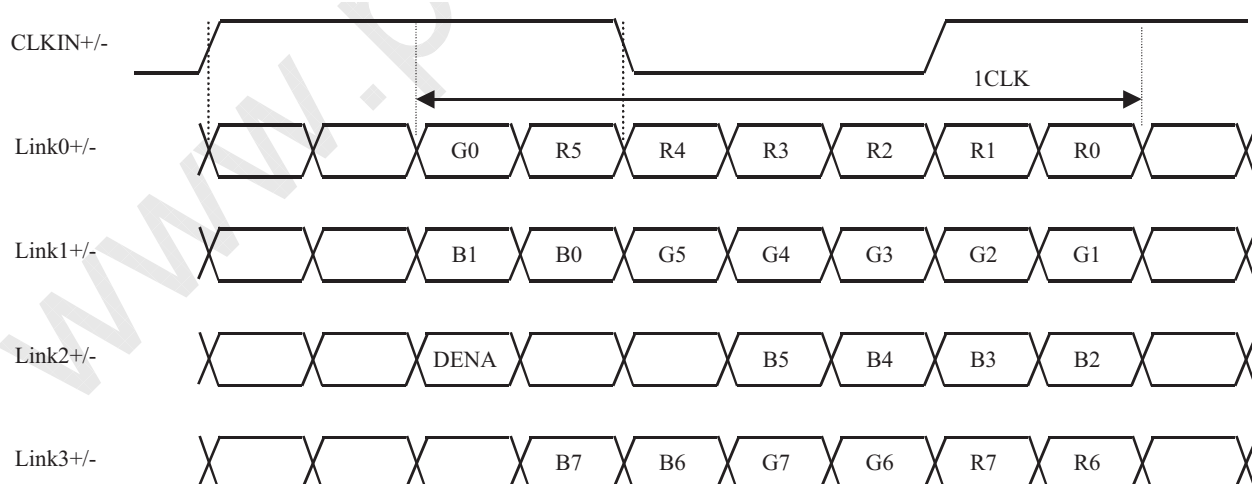 CLKIN+/-
1CLK
Link0+/- G0 R5 R4 R3 R2 R1 R0
Link1+/- B1 B0 G5 G4 G3 G2 G1
Link2+/- DENA B5 B4 B3 B2
Link3+/- B7 B6 G7 G6 R7 R6
www.p